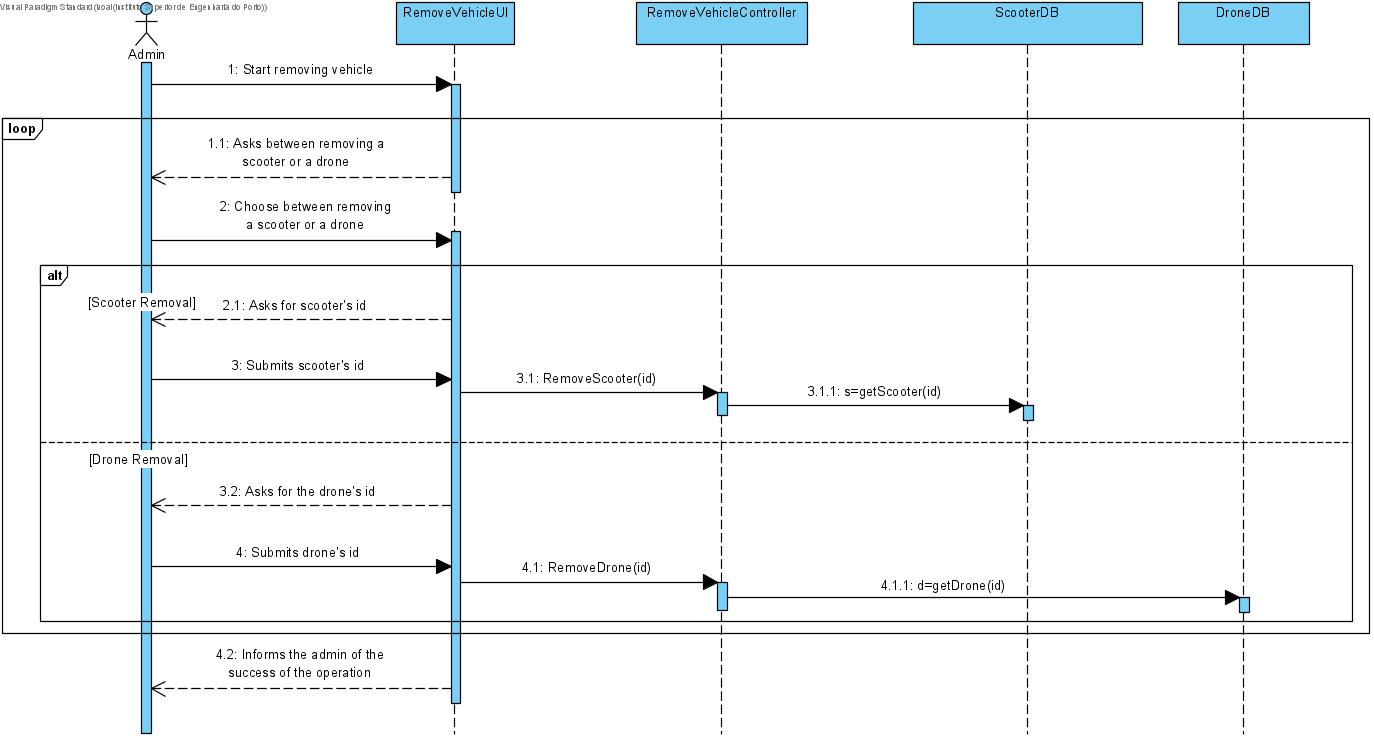 Visual Paradigm Standard (Isoal(Instituto Superior de Engenharia do Porto))
RemoveVehicleUI
RemoveVehicleController
ScooterDB
DroneDB
Admin
1: Start removing vehicle
loop
1.1: Asks between removing a
scooter or a drone
2: Choose between removing
a scooter or a drone
alt
[Scooter Removal]
2.1: Asks for scooter's id
3: Submits scooter's id
3.1: RemoveScooter(id)
3.1.1: s=getScooter(id)
[Drone Removal]
3.2: Asks for the drone's id
4: Submits drone's id
4.1: RemoveDrone(id)
4.1.1: d=getDrone(id)
4.2: Informs the admin of the
success of the operation